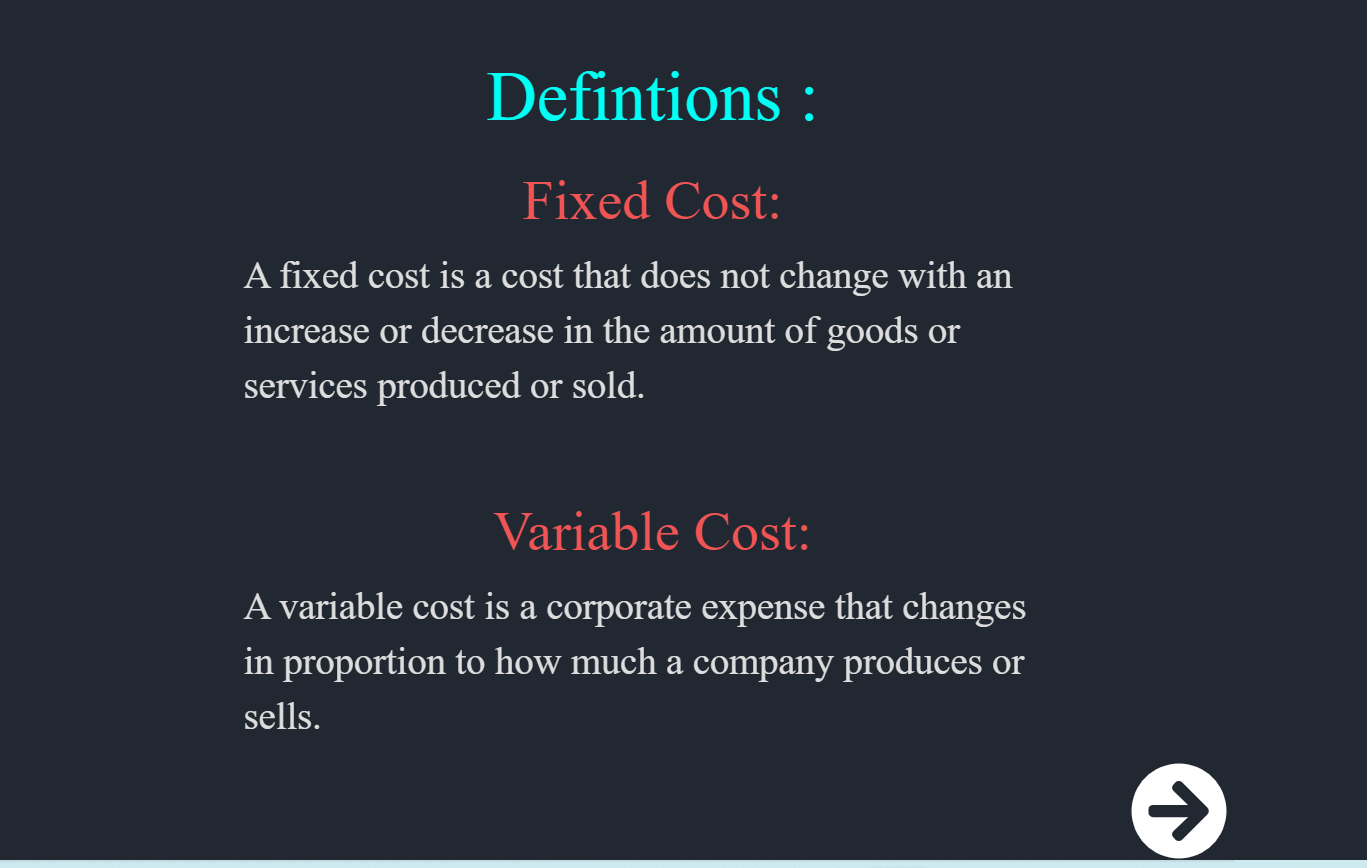 Defintions :
Fixed Cost:
A fixed cost is a cost that does not change with an
increase or decrease in the amount of goods or
services produced or sold.
Variable Cost:
A variable cost is a corporate expense that changes
in proportion to how much a company produces or
sells.